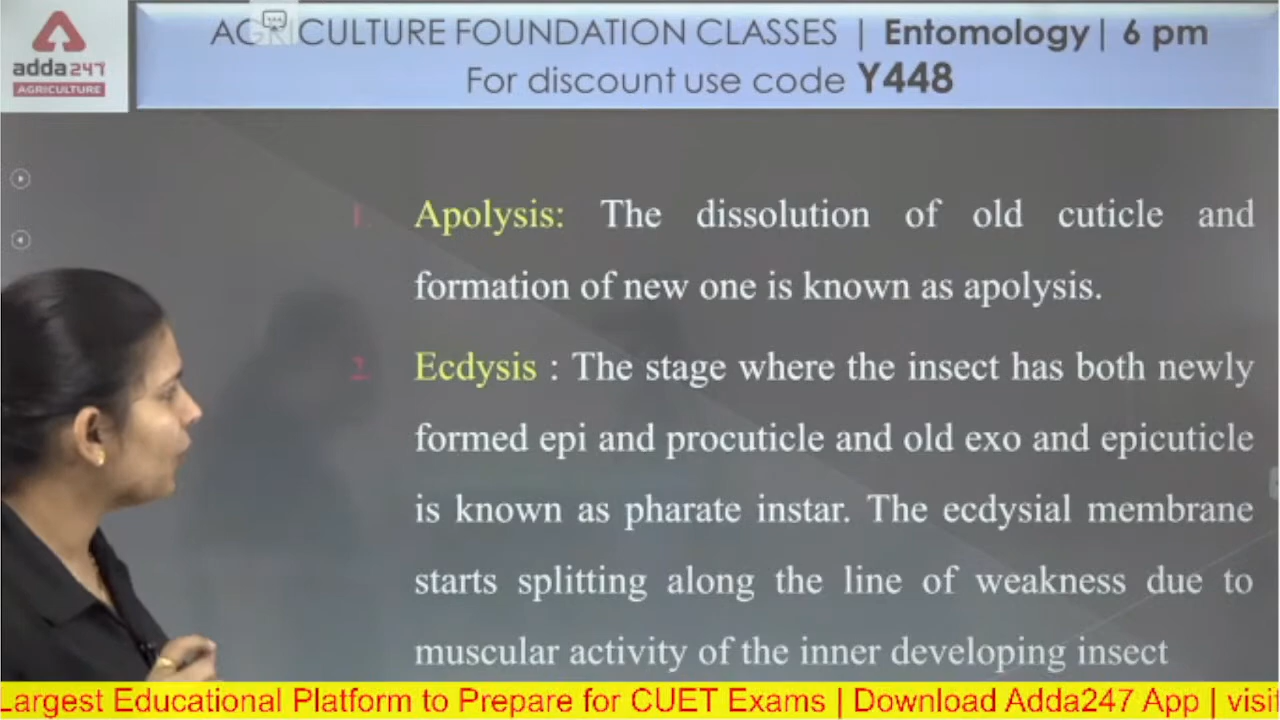 AGRICULTURE FOUNDATION CLASSES | Entomology | 6 pm
For discount use code Y448
adda247
AGRICULTURE
1. Apolysis: The dissolution of old cuticle and
formation of new one is known as apolysis.
2. Ecdysis : The stage where the insect has both newly
formed epi and procuticle and old exo and epicuticle
is known as pharate instar. The ecdysial membrane
starts splitting along the line of weakness due to
muscular activity of the inner developing insect
Largest Educational Platform to Prepare for CUET Exams | Download Adda247 App | visit